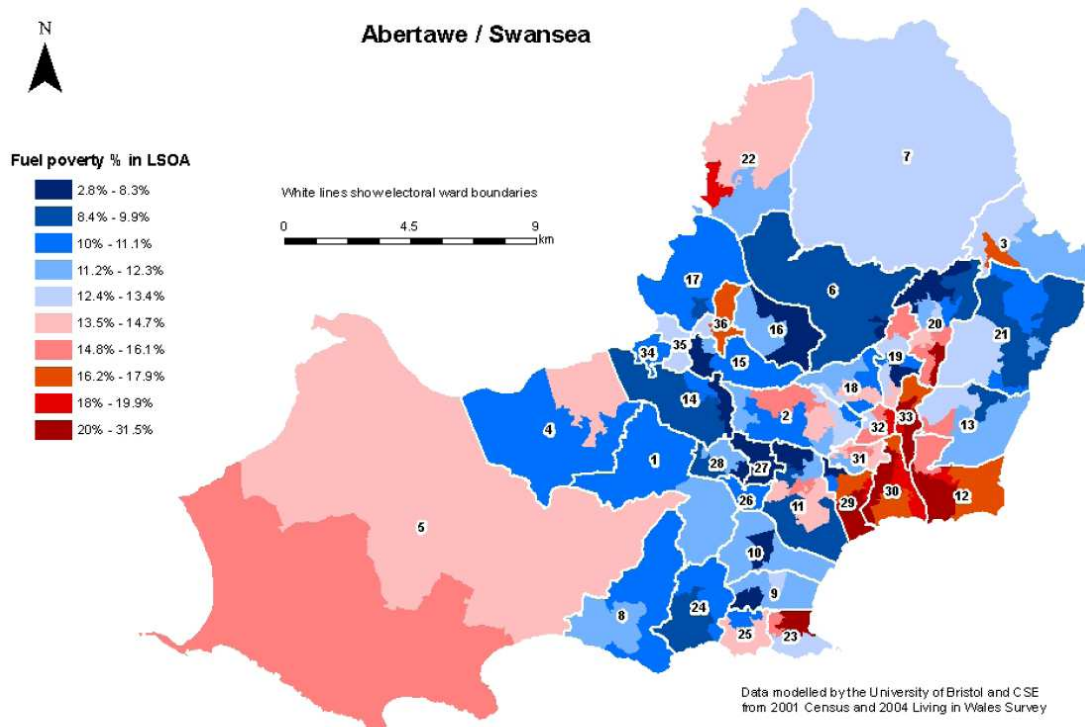 N
Abertawe / Swansea
Fuel poverty % in LSOA
2.8% - 8.3%
8.4% - 9.9%
10% - 11.1%
11.2% - 12.3%
12.4% - 13.4%
13.5% - 14.7%
14.8% - 16.1%
16.2% - 17.9%
18% - 19.9%
20% - 31.5%
White lines show electoral ward boundaries
0 4.5 9
km
22
7
3
17
6
36
16
20
21
34
35
15
19
18
14
2
33
32
13
4
1
28
27
31
26
11
29
30
12
5
10
9
8
24
25
23
Data modelled by the University of Bristol and CSE
from 2001 Census and 2004 Living in Wales Survey